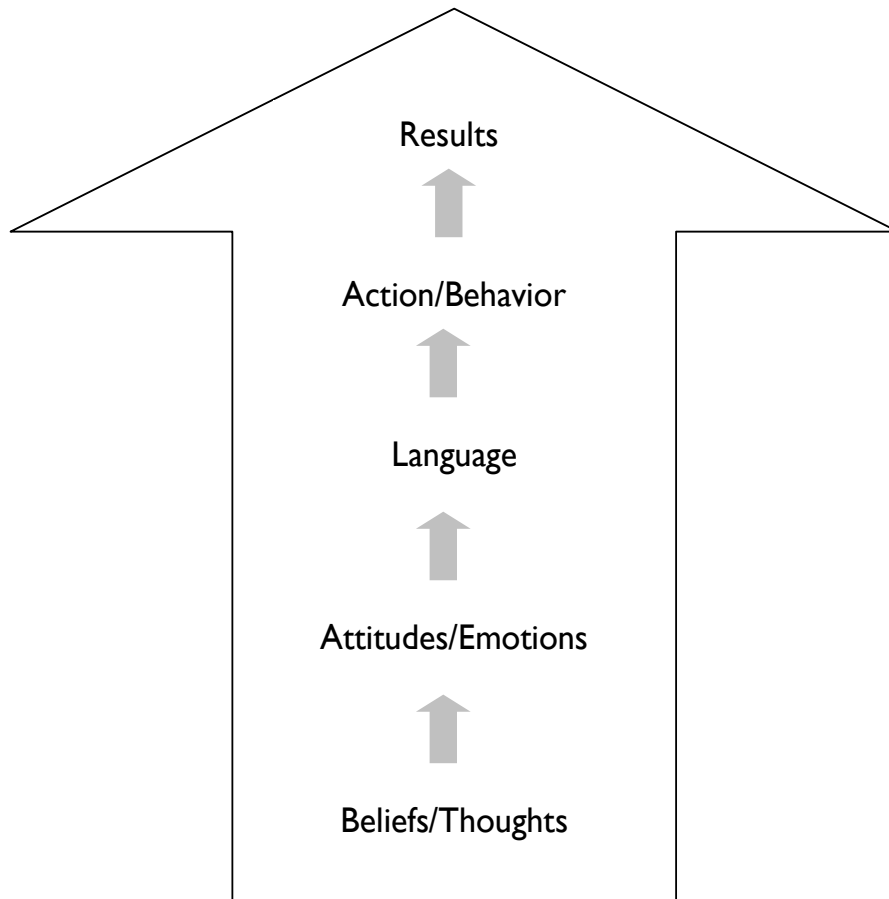 Results
Action/Behavior
Language
Attitudes/Emotions
Beliefs/Thoughts